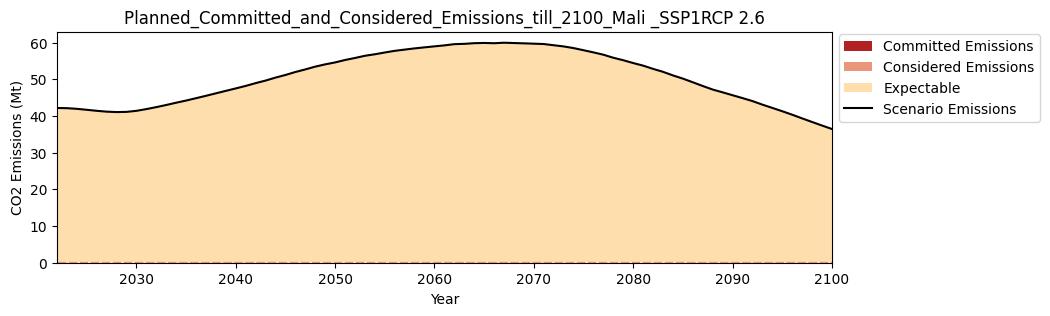 Planned_Committed_and_Considered_Emissions_till_2100_Mali _SSP1RCP 2.6
60
50
40
30
20
10
0
CO2 Emissions (Mt)
2030 2040 2050 2060 2070 2080 2090 2100
Year
Committed Emissions
Considered Emissions
Expectable
Scenario Emissions